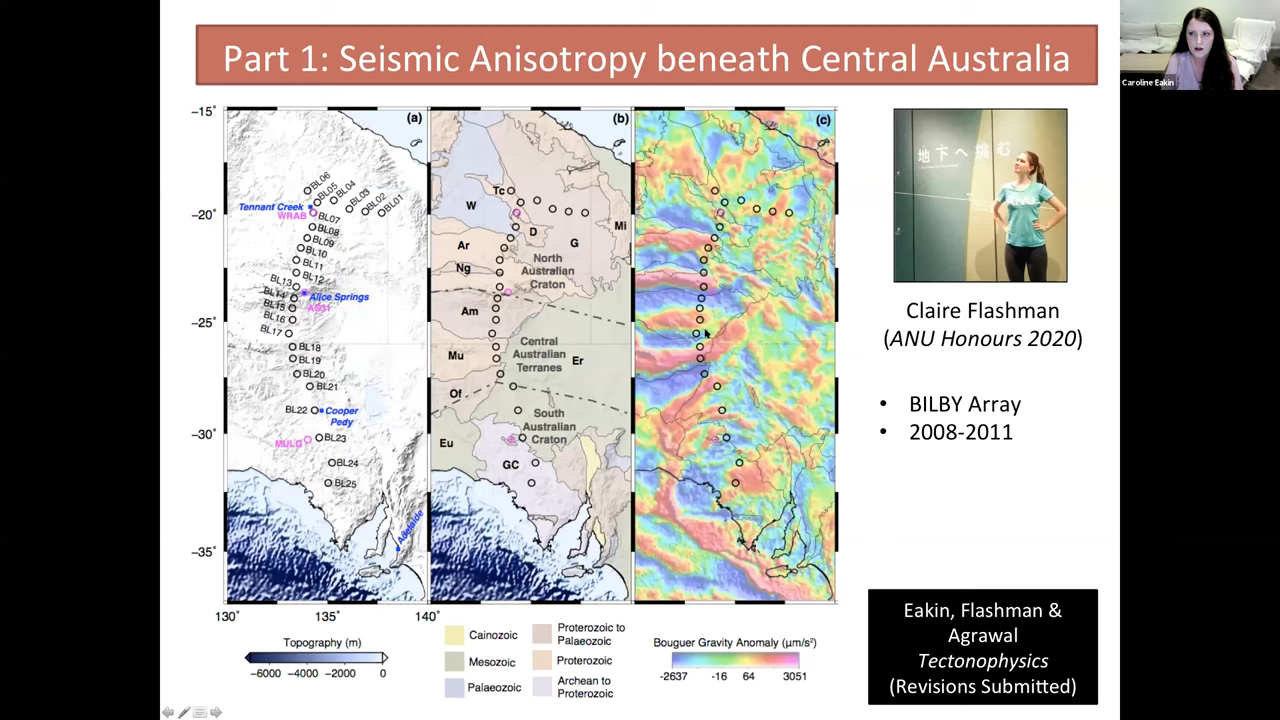 Part 1: Seismic Anisotropy beneath Central Australia
Caroline Eakin
−15˚
−20˚
−25˚
−30˚
−35˚
130˚
135˚
140˚
(a)
BL06
BL05
BL04
BL03
BL02
BL01
Tennant Creek
WRAB
BL07
BL08
BL09
BL10
BL11
BL12
BL13
BL14
Alice Springs
AS31
BL15
BL16
BL17
BL18
BL19
BL20
BL21
BL22
Cooper
Pedy
MULG
BL23
BL24
BL25
Adelaide
(b)
Tc
W
Mi
D
G
Ar
Ng
North
Australian
Craton
Am
Central
Australian
Terranes
Er
Mu
Of
South
Australian
Craton
Eu
GC
(c)
Topography (m)
−6000 −4000 −2000 0
Cainozoic
Mesozoic
Palaeozoic
Proterozoic to
Palaeozoic
Proterozoic
Archean to
Proterozoic
Bouguer Gravity Anomaly (μm/s²)
-2637 -16 64 3051
地下へ挑む
Claire Flashman
(ANU Honours 2020)
• BILBY Array
• 2008-2011
Eakin, Flashman &
Agrawal
Tectonophysics
(Revisions Submitted)